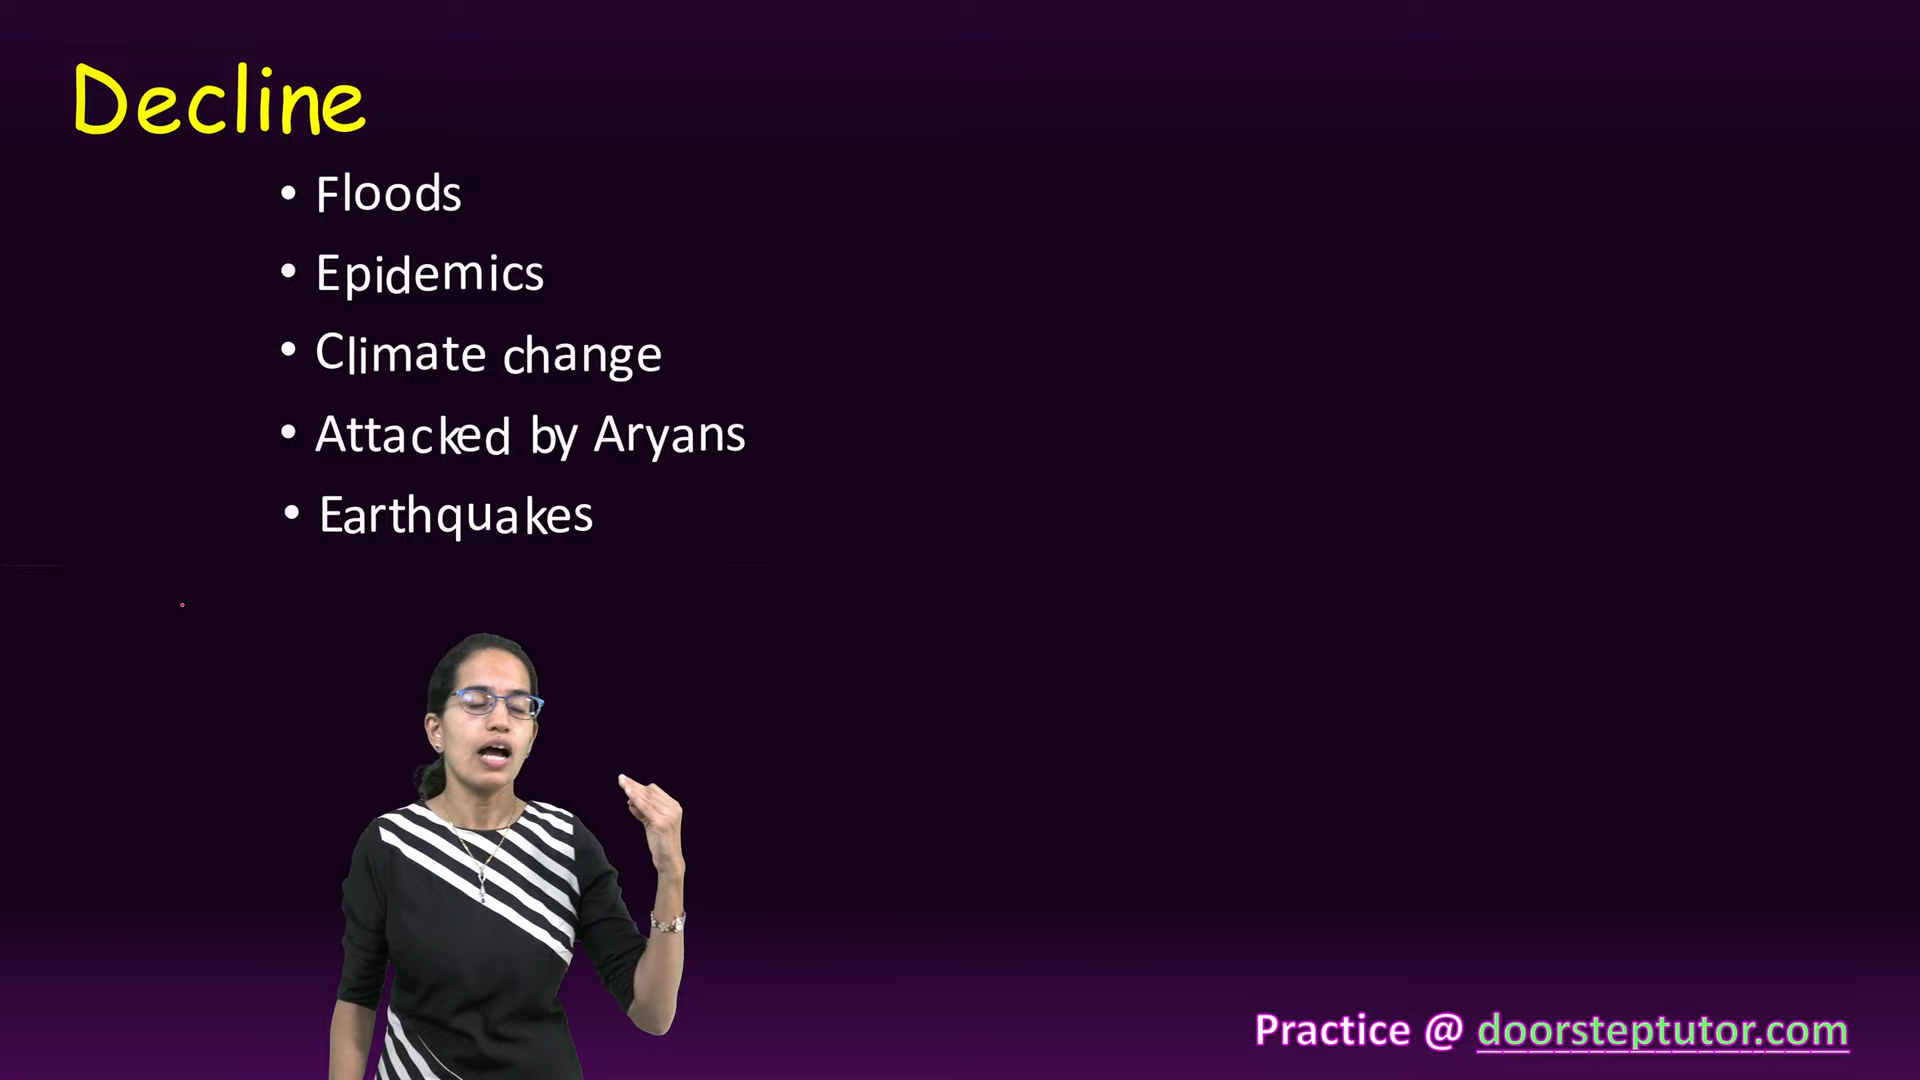 Decline
• Floods
• Epidemics
• Climate change
• Attacked by Aryans
• Earthquakes
Practice @ doorsteptutor.com